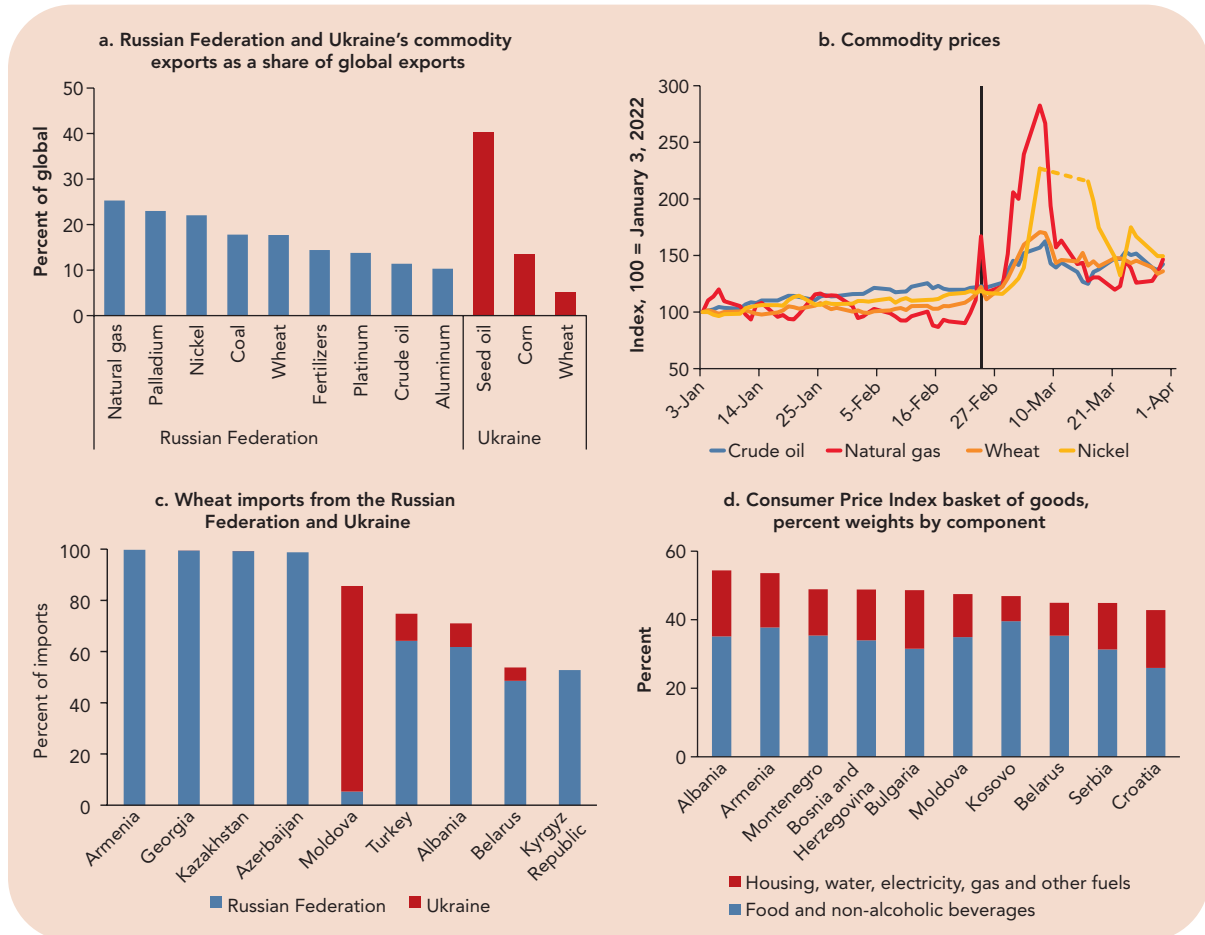 a. Russian Federation and Ukraine's commodity
exports as a share of global exports
Percent of global
50
40
30
20
10
0
Natural gas
Palladium
Nickel
Coal
Wheat
Fertilizers
Platinum
Crude oil
Aluminum
Seed oil
Corn
Wheat
Russian Federation
Ukraine
b. Commodity prices
Index, 100 = January 3, 2022
300
250
200
150
100
50
3-Jan
14-Jan
25-Jan
5-Feb
16-Feb
27-Feb
10-Mar
21-Mar
1-Apr
Crude oil
Natural gas
Wheat
Nickel
c. Wheat imports from the Russian
Federation and Ukraine
Percent of imports
100
80
60
40
20
0
Armenia
Georgia
Kazakhstan
Azerbaijan
Moldova
Turkey
Albania
Belarus
Kyrgyz
Republic
Russian Federation
Ukraine
d. Consumer Price Index basket of goods,
percent weights by component
Percent
60
40
20
0
Albania
Armenia
Montenegro
Bosnia and
Herzegovina
Bulgaria
Moldova
Kosovo
Belarus
Serbia
Croatia
Housing, water, electricity, gas and other fuels
Food and non-alcoholic beverages